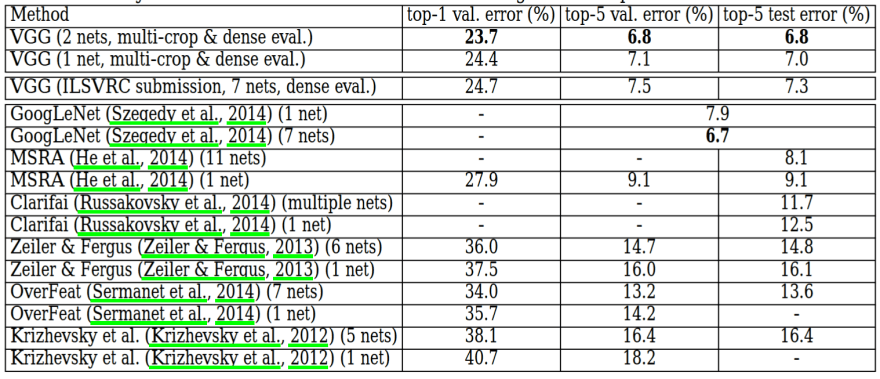 Method top-1 val. error (%) top-5 val. error (%) top-5 test error (%)
VGG (2 nets, multi-crop & dense eval.) 23.7 6.8 6.8
VGG (1 net, multi-crop & dense eval.) 24.4 7.1 7.0
VGG (ILSVRC submission, 7 nets, dense eval.) 24.7 7.5 7.3
GoogLeNet (Szegedy et al., 2014) (1 net) - 7.9
GoogLeNet (Szegedy et al., 2014) (7 nets) - 6.7
MSRA (He et al., 2014) (11 nets) - - 8.1
MSRA (He et al., 2014) (1 net) 27.9 9.1 9.1
Clarifai (Russakovsky et al., 2014) (multiple nets) - - 11.7
Clarifai (Russakovsky et al., 2014) (1 net) - - 12.5
Zeiler & Fergus (Zeiler & Fergus, 2013) (6 nets) 36.0 14.7 14.8
Zeiler & Fergus (Zeiler & Fergus, 2013) (1 net) 37.5 16.0 16.1
OverFeat (Sermanet et al., 2014) (7 nets) 34.0 13.2 13.6
OverFeat (Sermanet et al., 2014) (1 net) 35.7 14.2 -
Krizhevsky et al. (Krizhevsky et al., 2012) (5 nets) 38.1 16.4 16.4
Krizhevsky et al. (Krizhevsky et al., 2012) (1 net) 40.7 18.2 -